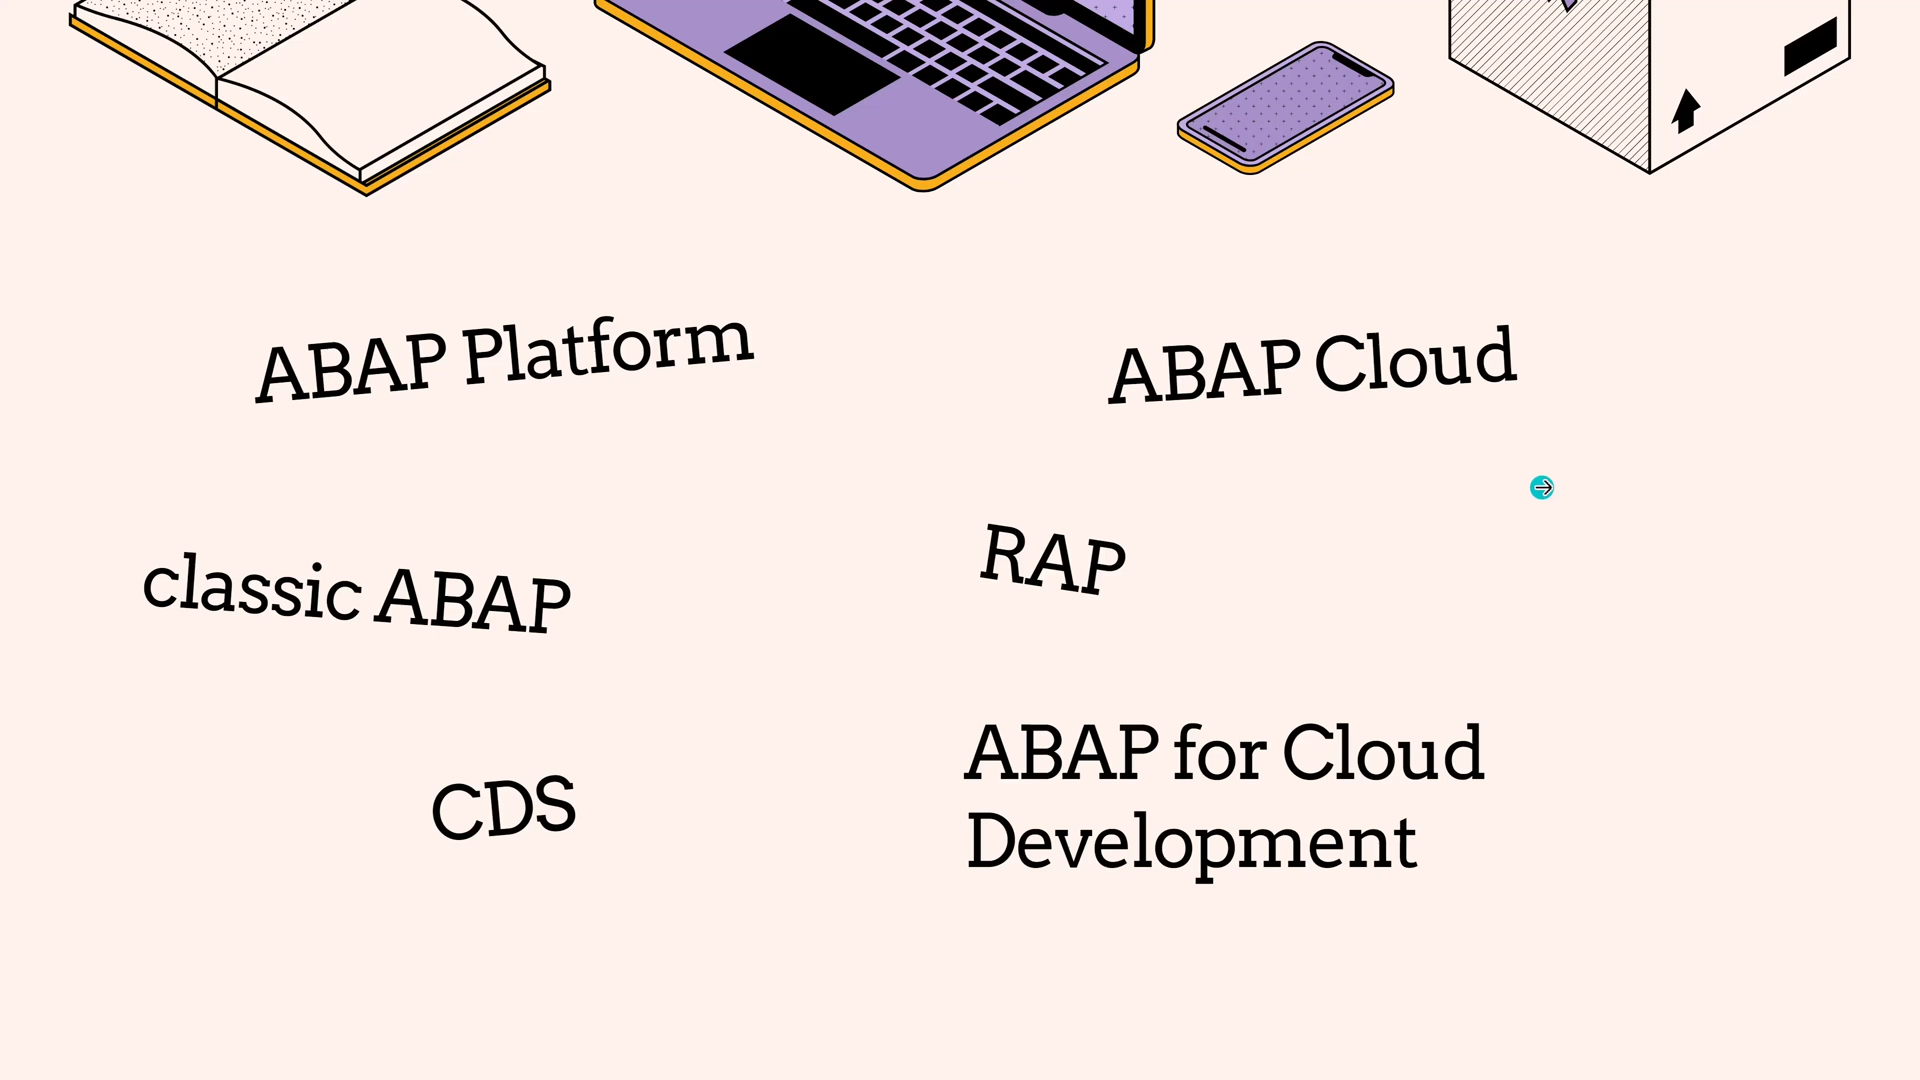 ABAP Platform
ABAP Cloud
classic ABAP
RAP
CDS
ABAP for Cloud
Development